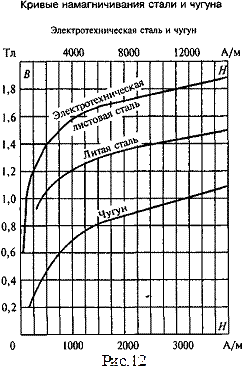 Кривые намагничивания стали и чугуна
Электротехническая сталь и чугун
Тл 4000 8000 12000 А/м
В Н
Электротехническая
листовая сталь
1,8
1,6
1,4
Литая сталь
1,2
1,0
Чугун
0,8
0,6
0,4
0,2
Н
0 1000 2000 3000 А/м
Рис.12